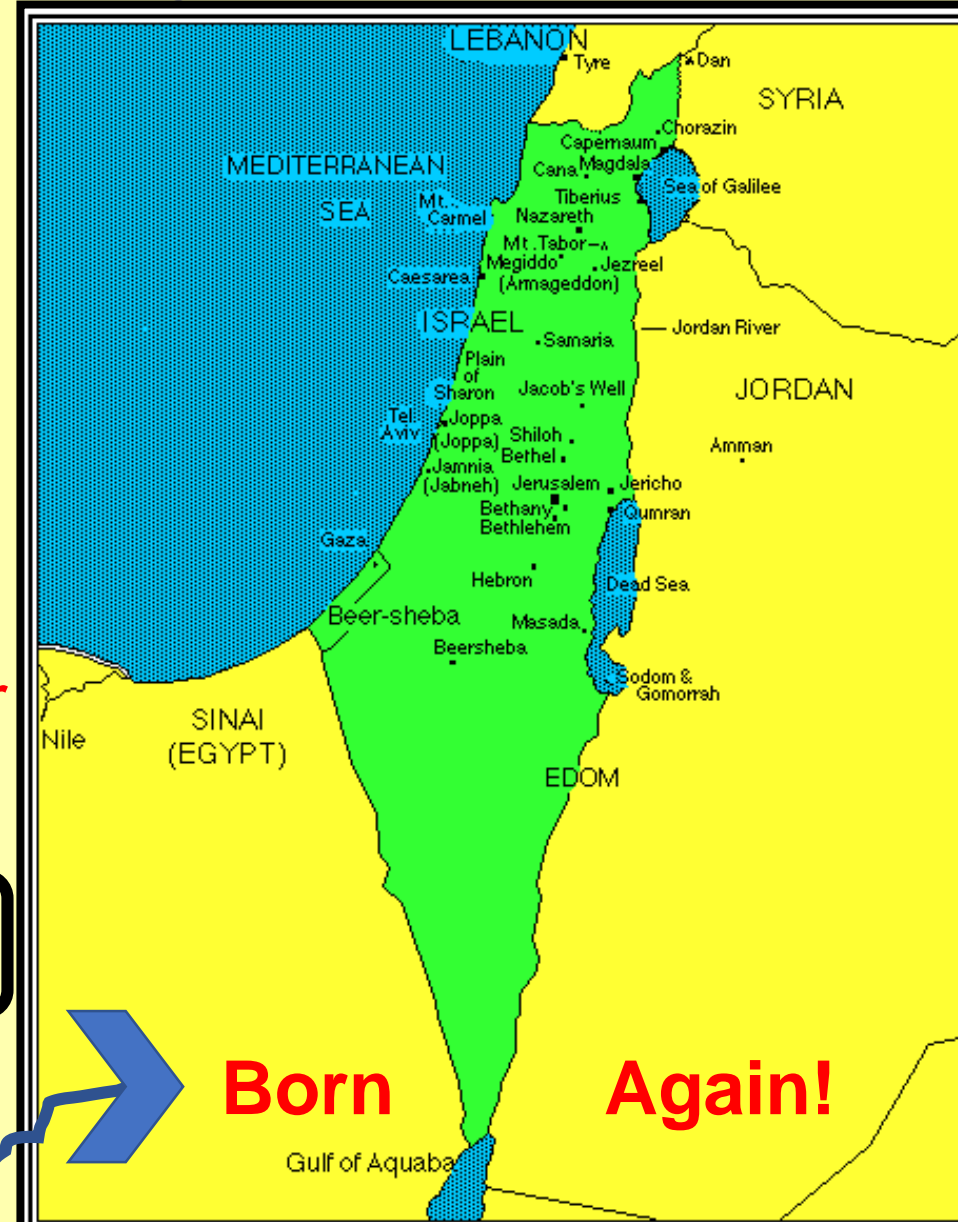 LEBANON
Tyre
Dan
SYRIA
Chorazin
Capernaum
MEDITERRANEAN
SEA
Cana
Magdala
Sea of Galilee
Tiberius
Mt.
Carmel
Nazareth
Mt.Tabor
Megiddo
Jezreel
(Armageddon)
Caesarea
ISRAEL
Jordan River
Samaria
Plain
of
Sharon
Jacob's Well
JORDAN
Tel
Aviv
Joppa
(Joppa)
Shiloh
Amman
Bethel
Jamnia
(Jabneh)
Jerusalem
Jericho
Bethany
Qumran
Bethlehem
Gaza
Hebron
Dead Sea
Beer-sheba
Masada
Beersheba
Sodom &
Gomorrah
SINAI
(EGYPT)
Nile
EDOM
Born Again!
Gulf of Aquaba